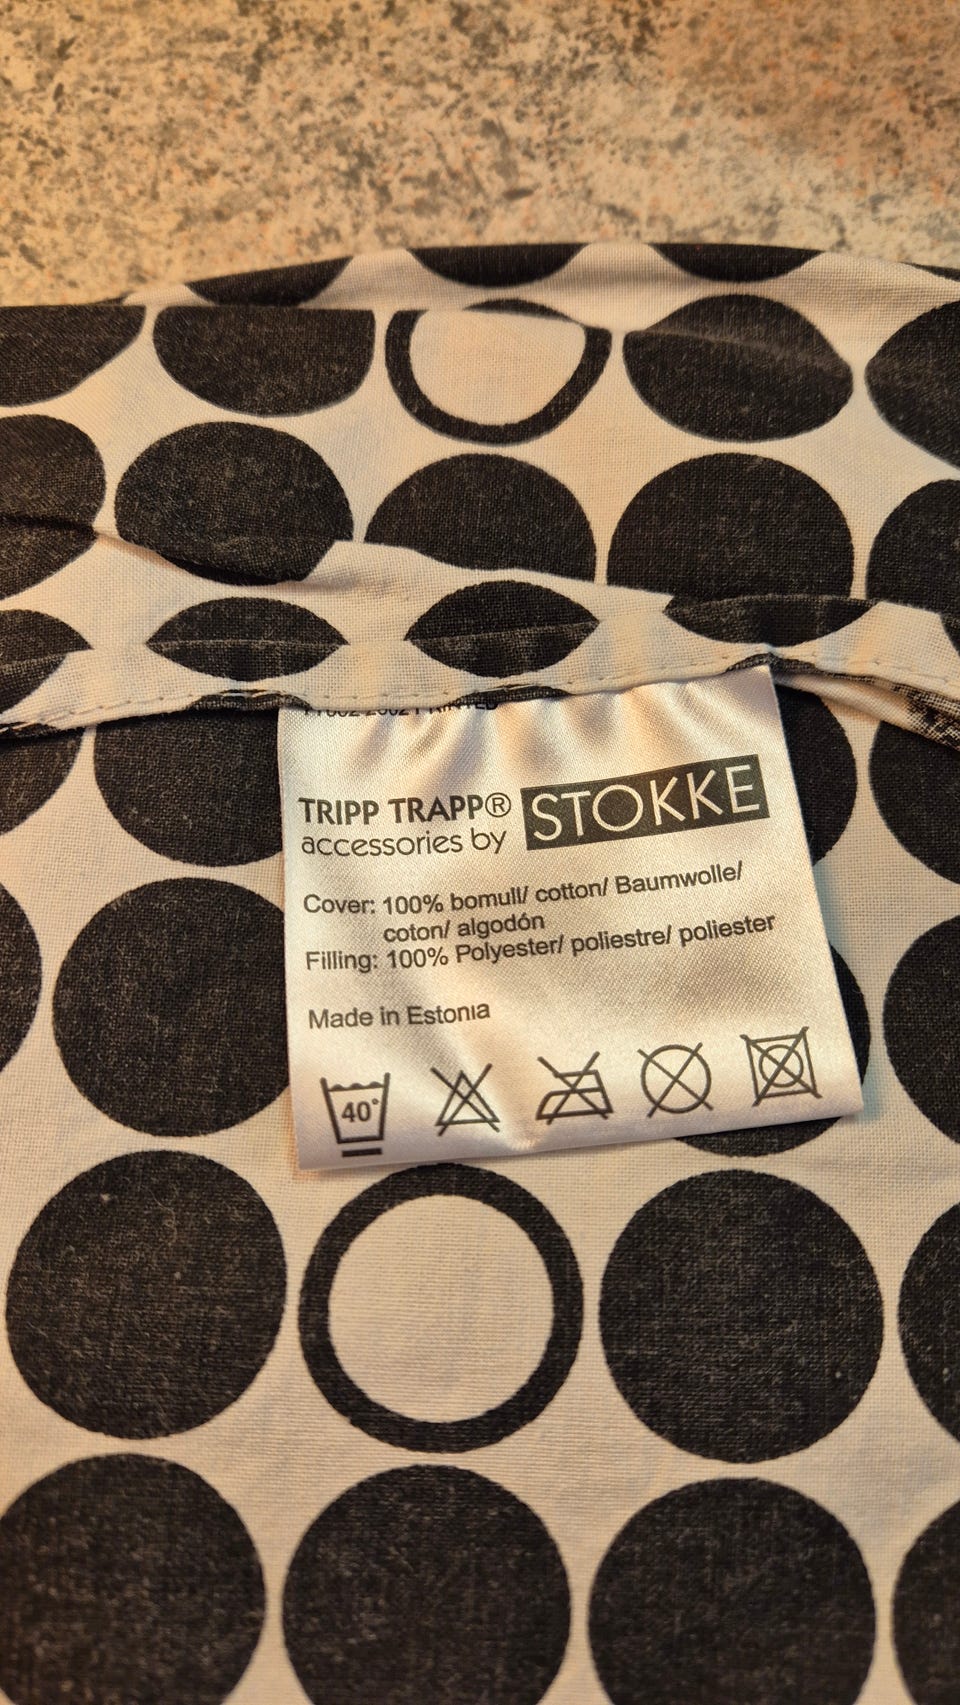 TRIPP TRAPP®
accessories by STOKKE
Cover: 100% bomull/ cotton/ Baumwolle/
coton/ algodón
Filling: 100% Polyester/ poliestre/ poliester
Made in Estonia
40°